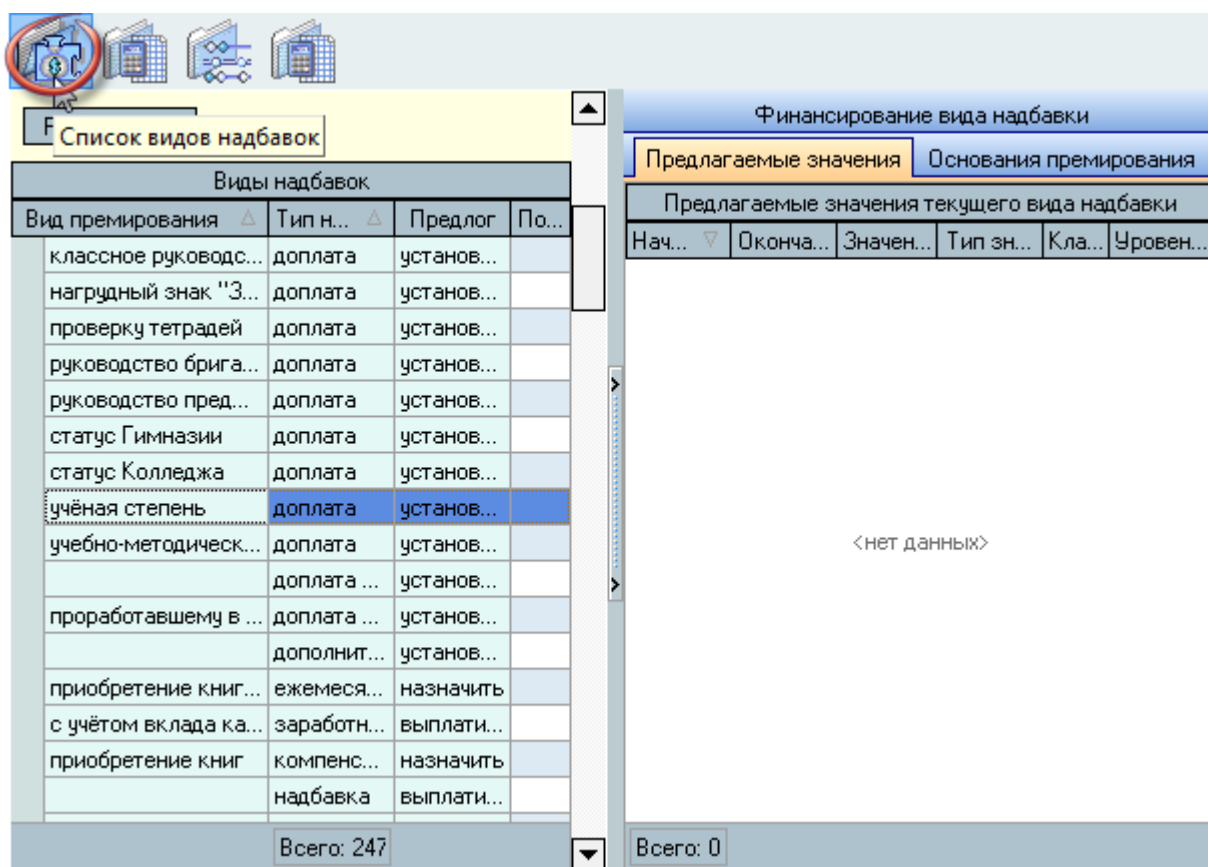 Список видов надбавок
Виды надбавок
Вид премирования Тип н... Предлог По...
классное руководс... доплата установ...
нагрудный знак "З... доплата установ...
проверку тетрадей доплата установ...
руководство брига... доплата установ...
руководство пред... доплата установ...
статус Гимназии доплата установ...
статус Колледжа доплата установ...
учёная степень доплата установ...
учебно-методическ... доплата установ...
доплата ... установ...
проработавшему в ... доплата ... установ...
дополнит... установ...
приобретение книг... ежемеся... назначить
с учётом вклада ка... заработн... выплати...
приобретение книг компенс... назначить
надбавка выплати...
Всего: 247
Финансирование вида надбавки
Предлагаемые значения Основания премирования
Предлагаемые значения текущего вида надбавки
Нач... Оконча... Значен... Тип зн... Кла... Уровен...
<нет данных>
Всего: 0